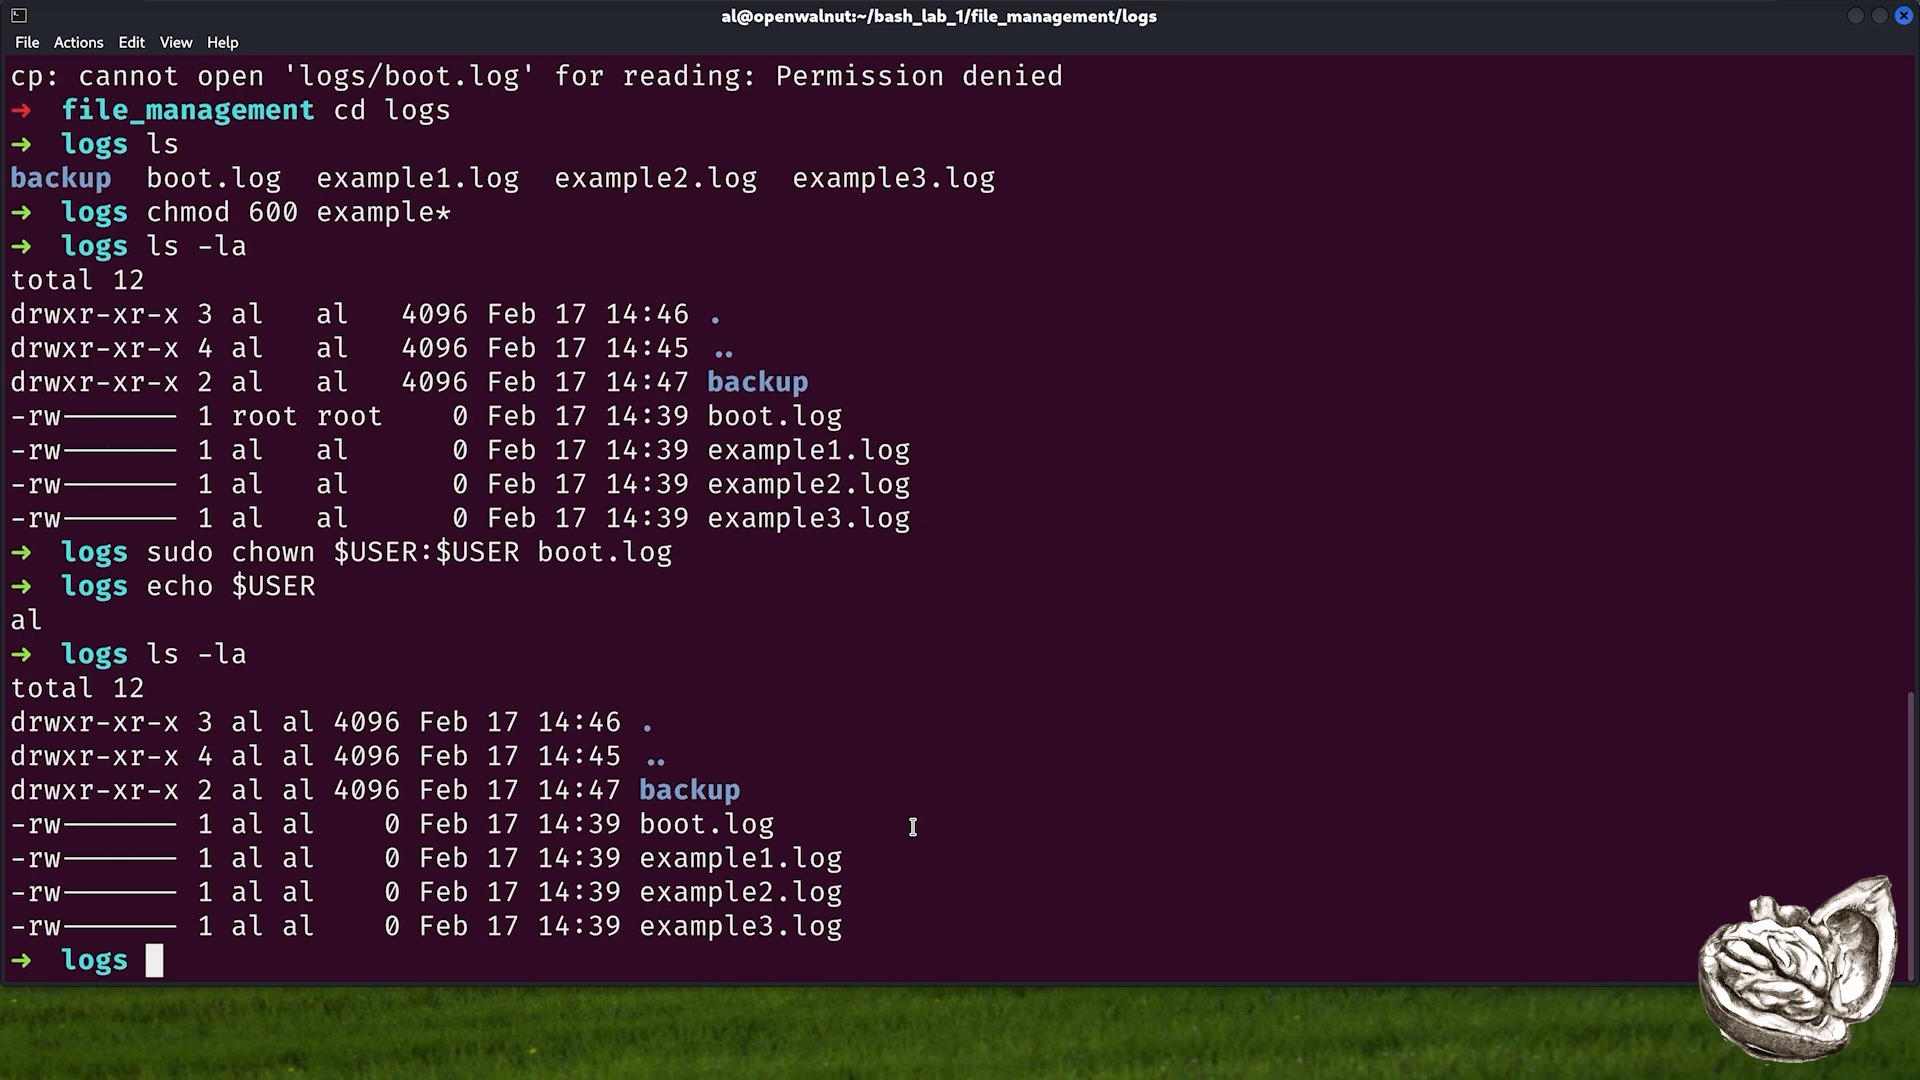 al@openwalnut:~/bash_lab_1/file_management/logs
File Actions Edit View Help
cp: cannot open 'logs/boot.log' for reading: Permission denied
➜ file_management cd logs
➜ logs ls
backup boot.log example1.log example2.log example3.log
➜ logs chmod 600 example*
➜ logs ls -la
total 12
drwxr-xr-x 3 al al 4096 Feb 17 14:46 .
drwxr-xr-x 4 al al 4096 Feb 17 14:45 ..
drwxr-xr-x 2 al al 4096 Feb 17 14:47 backup
-rw------- 1 root root 0 Feb 17 14:39 boot.log
-rw------- 1 al al 0 Feb 17 14:39 example1.log
-rw------- 1 al al 0 Feb 17 14:39 example2.log
-rw------- 1 al al 0 Feb 17 14:39 example3.log
➜ logs sudo chown $USER:$USER boot.log
➜ logs echo $USER
al
➜ logs ls -la
total 12
drwxr-xr-x 3 al al 4096 Feb 17 14:46 .
drwxr-xr-x 4 al al 4096 Feb 17 14:45 ..
drwxr-xr-x 2 al al 4096 Feb 17 14:47 backup
-rw------- 1 al al 0 Feb 17 14:39 boot.log
-rw------- 1 al al 0 Feb 17 14:39 example1.log
-rw------- 1 al al 0 Feb 17 14:39 example2.log
-rw------- 1 al al 0 Feb 17 14:39 example3.log
➜ logs